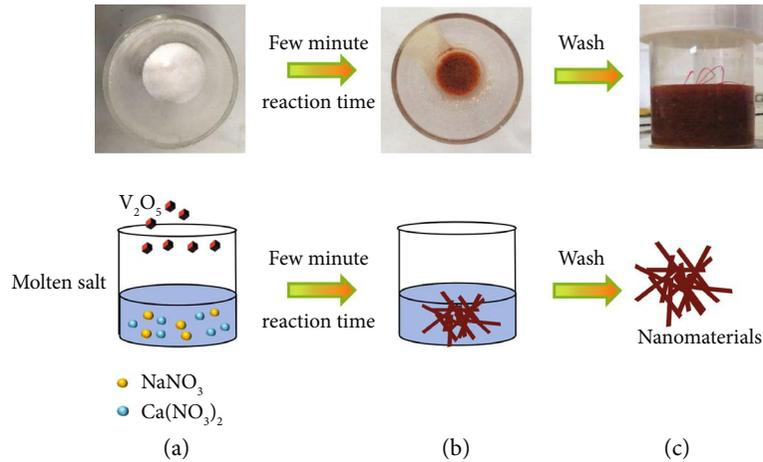 Few minute
reaction time
Wash
V₂O₅
Molten salt
Few minute
reaction time
Wash
Nanomaterials
NaNO₃
Ca(NO₃)₂
(a)
(b)
(c)